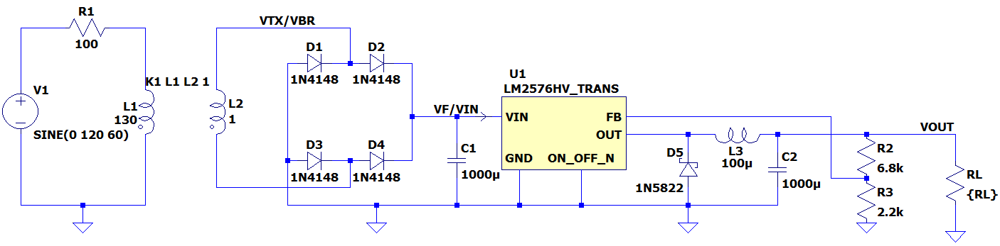 R1
100
V1
SINE(0 120 60)
K1 L1 L2 1
L1
130
L2
1
VTX/VBR
D1
1N4148
D2
1N4148
D3
1N4148
D4
1N4148
VF/VIN
C1
1000µ
U1
LM2576HV_TRANS
VIN
FB
OUT
GND
ON_OFF_N
D5
1N5822
L3
100µ
C2
1000µ
VOUT
R2
6.8k
R3
2.2k
RL
{RL}